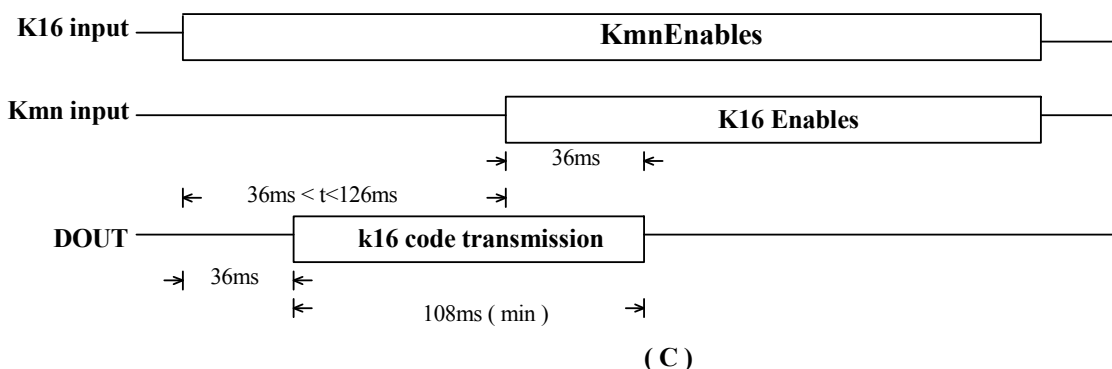 K16 input
KmnEnables
Kmn input
K16 Enables
36ms
36ms < t<126ms
DOUT
k16 code transmission
36ms
108ms ( min )
( C )